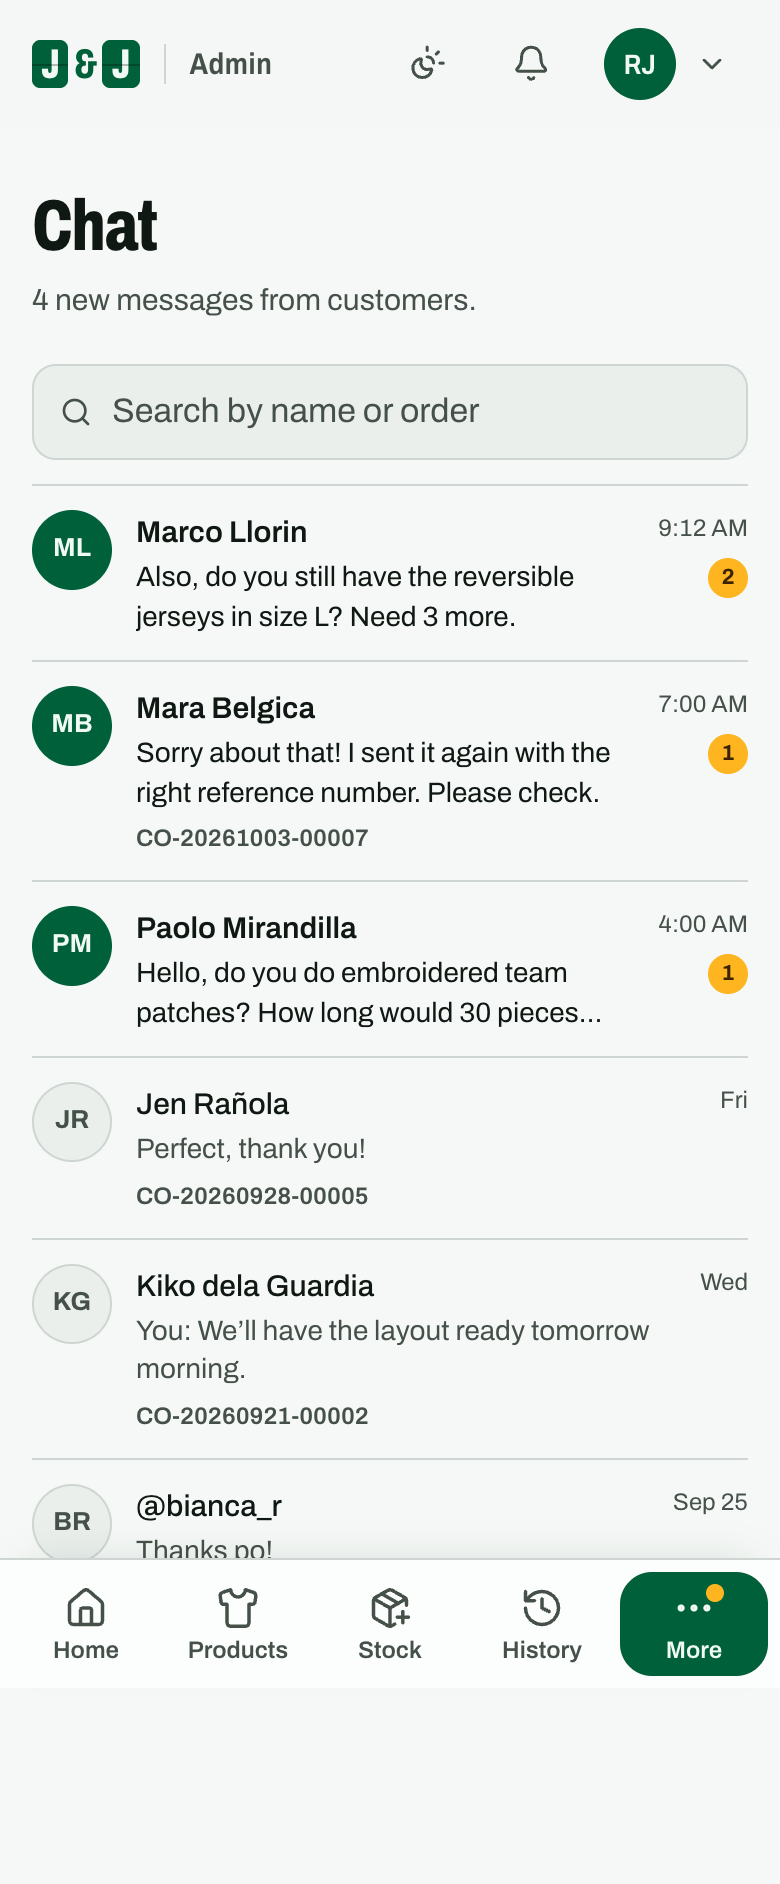 J & J Admin RJ
Chat
4 new messages from customers.
Search by name or order
ML Marco Llorin 9:12 AM
Also, do you still have the reversible 2
jerseys in size L? Need 3 more.
MB Mara Belgica 7:00 AM
Sorry about that! I sent it again with the 1
right reference number. Please check.
CO-20261003-00007
PM Paolo Mirandilla 4:00 AM
Hello, do you do embroidered team 1
patches? How long would 30 pieces...
JR Jen Rañola Fri
Perfect, thank you!
CO-20260928-00005
KG Kiko dela Guardia Wed
You: We’ll have the layout ready tomorrow
morning.
CO-20260921-00002
BR @bianca_r Sep 25
Thanks po!
Home Products Stock History More